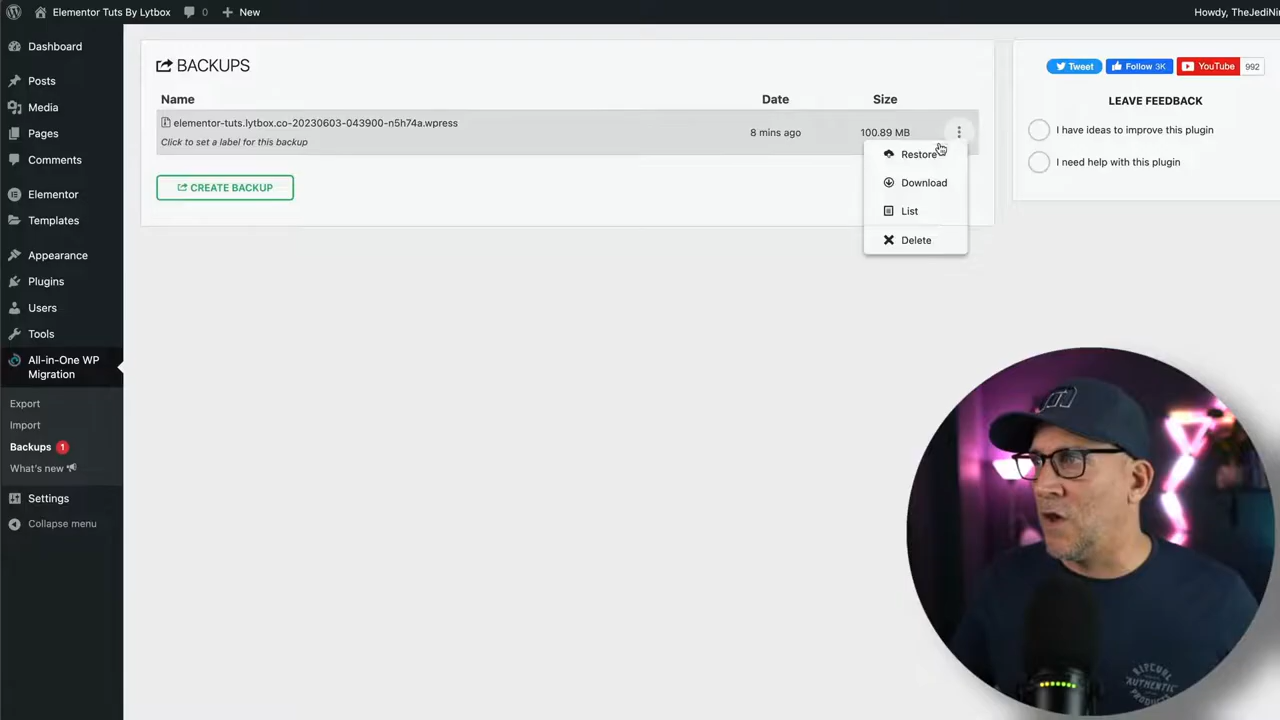 Elementor Tuts By Lytbox
0
New
Howdy, TheJediNi
Dashboard
Posts
Media
Pages
Comments
Elementor
Templates
Appearance
Plugins
Users
Tools
All-in-One WP
Migration
Export
Import
Backups 1
What's new
Settings
Collapse menu
BACKUPS
Name Date Size
elementor-tuts.lytbox.co-20230603-043900-n5h74a.wpress
Click to set a label for this backup
8 mins ago
100.89 MB
Restore
Download
List
Delete
CREATE BACKUP
Tweet
Follow 3K
YouTube 992
LEAVE FEEDBACK
I have ideas to improve this plugin
I need help with this plugin
RIPCURL
AUTHENTIC